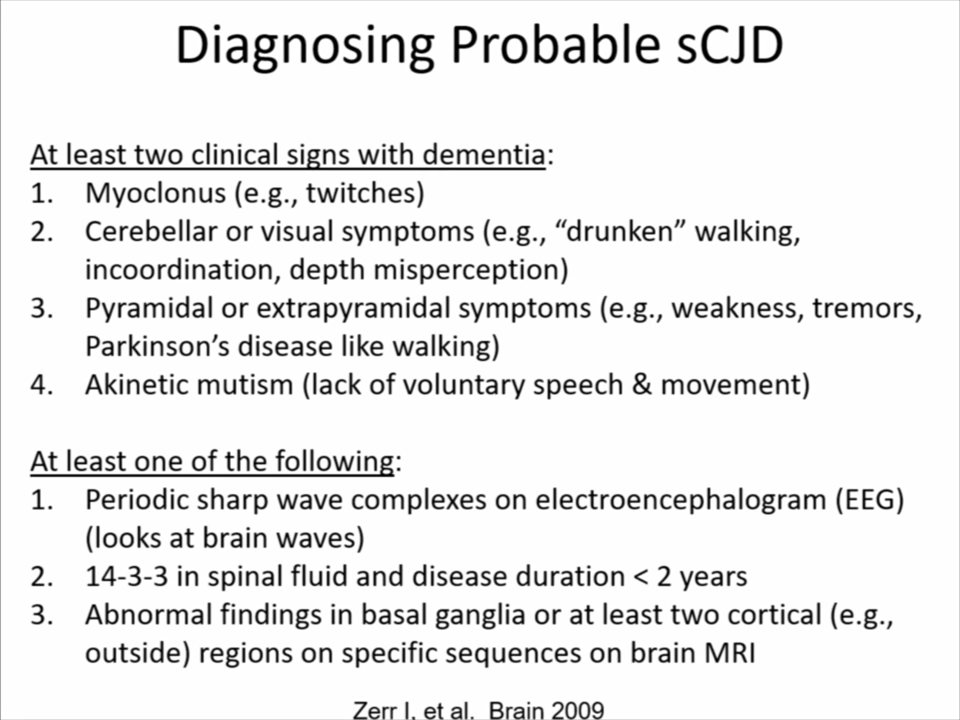 Diagnosing Probable sCJD
At least two clinical signs with dementia:
1. Myoclonus (e.g., twitches)
2. Cerebellar or visual symptoms (e.g., “drunken” walking,
incoordination, depth misperception)
3. Pyramidal or extrapyramidal symptoms (e.g., weakness, tremors,
Parkinson’s disease like walking)
4. Akinetic mutism (lack of voluntary speech & movement)
At least one of the following:
1. Periodic sharp wave complexes on electroencephalogram (EEG)
(looks at brain waves)
2. 14-3-3 in spinal fluid and disease duration < 2 years
3. Abnormal findings in basal ganglia or at least two cortical (e.g.,
outside) regions on specific sequences on brain MRI
Zerr I, et al. Brain 2009